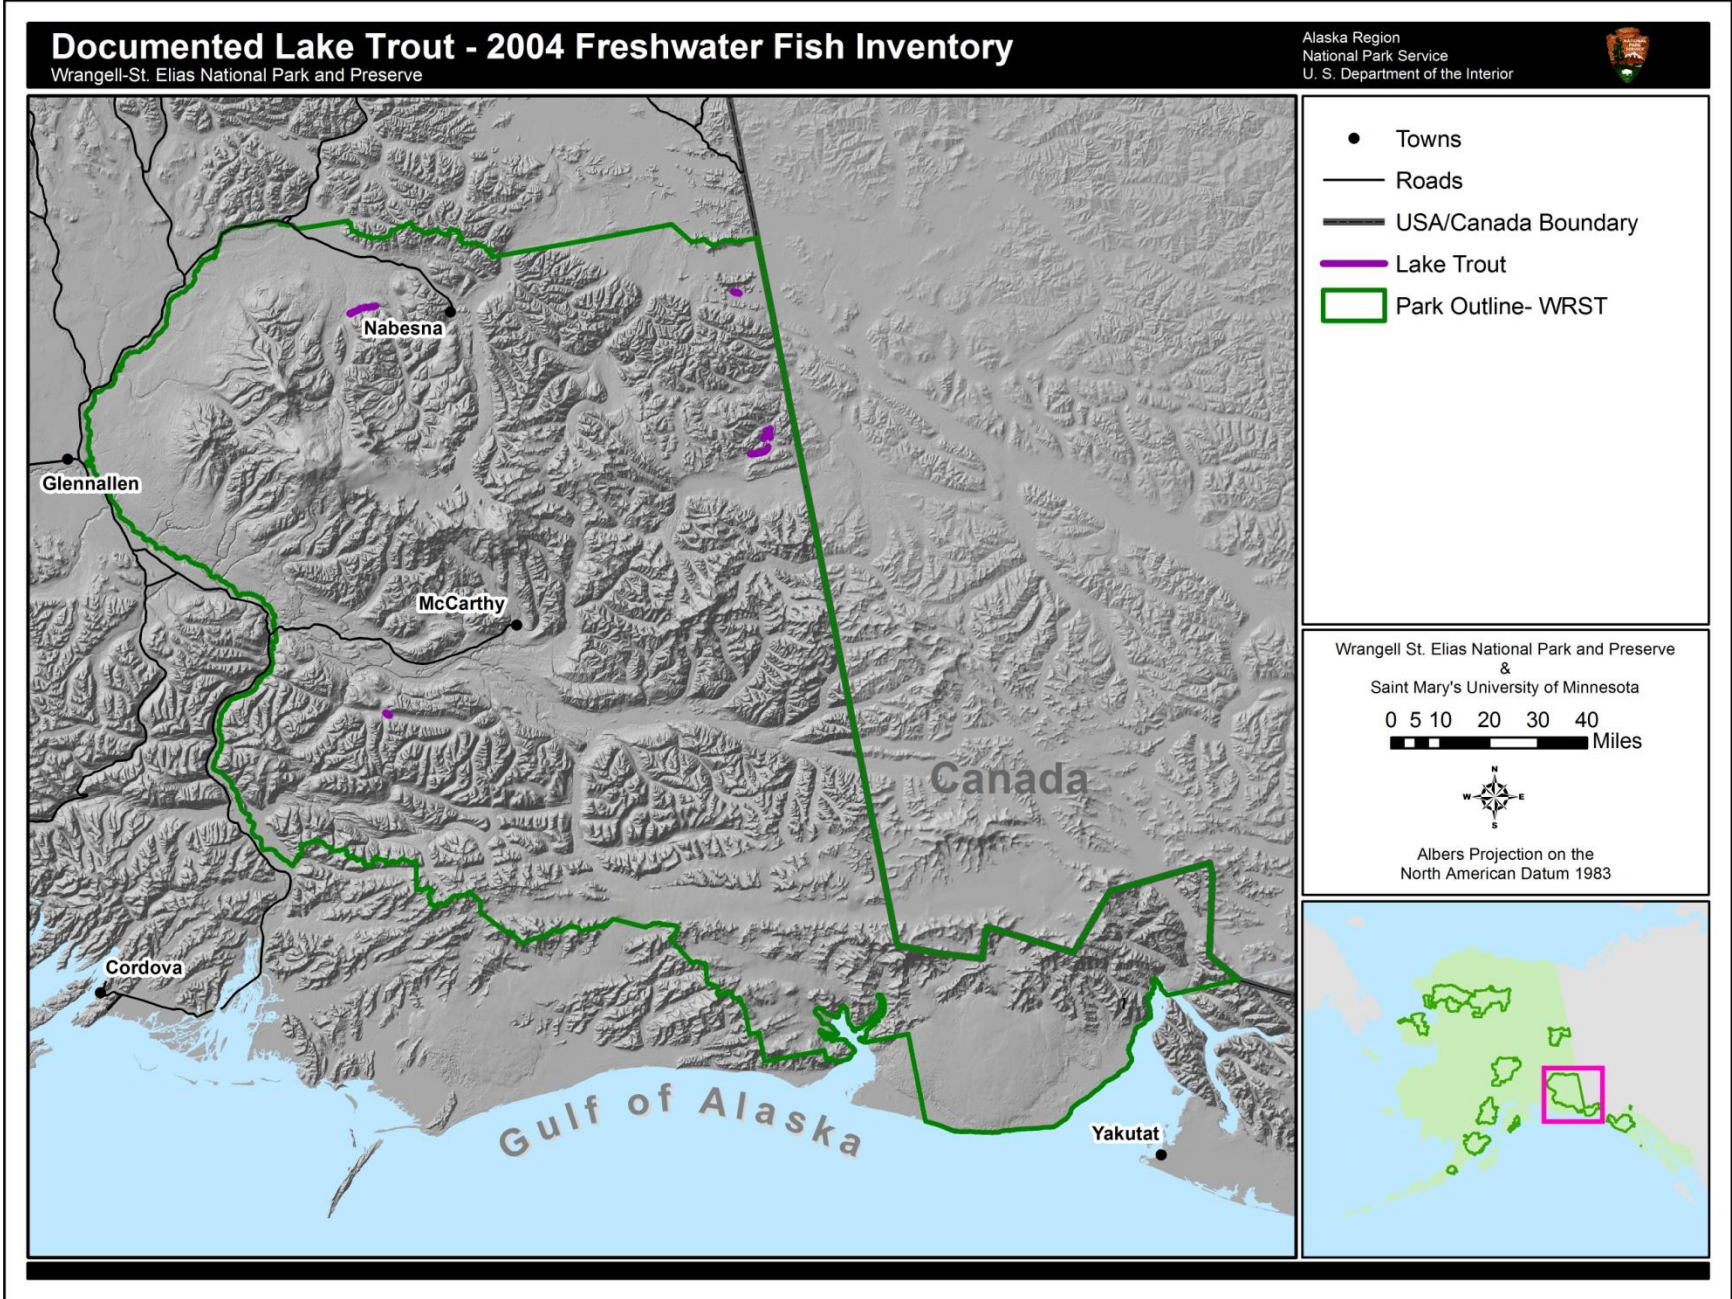 Documented Lake Trout - 2004 Freshwater Fish Inventory
Wrangell-St. Elias National Park and Preserve
Alaska Region
National Park Service
U. S. Department of the Interior
Towns
Roads
USA/Canada Boundary
Lake Trout
Park Outline- WRST
Nabesna
Glennallen
McCarthy
Canada
Cordova
Gulf of Alaska
Yakutat
Wrangell St. Elias National Park and Preserve
&
Saint Mary's University of Minnesota
0 5 10 20 30 40
Miles
N
W E
S
Albers Projection on the
North American Datum 1983